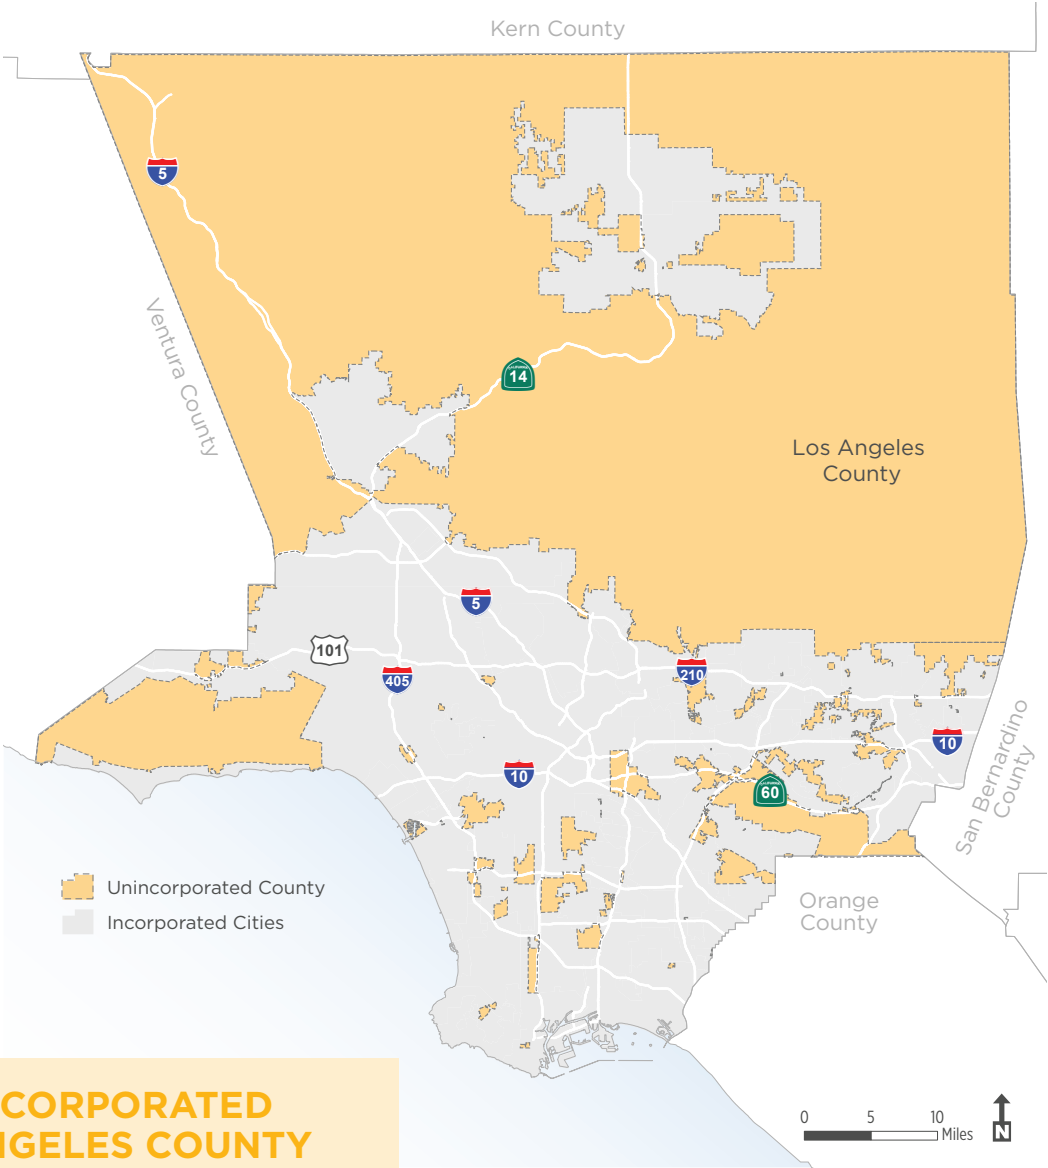 Kern County
5
Ventura County
14
Los Angeles
County
5
101
405
210
10
10
60
San Bernardino
County
Unincorporated County
Incorporated Cities
Orange
County
CORPORATED
NGELES COUNTY
0 5 10
Miles
N